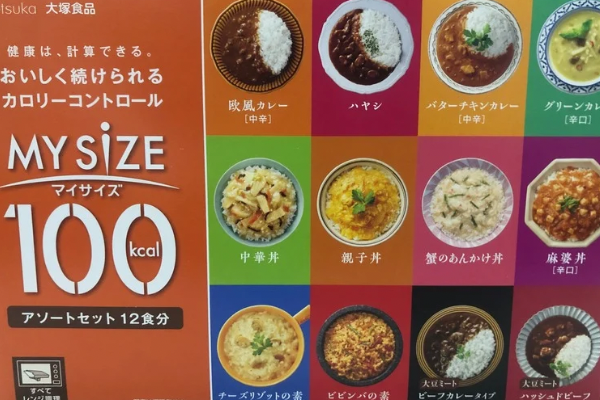 tsuka 大塚食品
健康は、計算できる。
おいしく続けられる
カロリーコントロール
MY SiZE
マイサイズ
100kcal
アソートセット 12食分
すべて
レンジ調理
欧風カレー
[中辛]
ハヤシ
バターチキンカレー
[中辛]
グリーンカレ
[辛口]
中華丼
親子丼
蟹のあんかけ丼
麻婆丼
[辛口]
チーズリゾットの素
ビビンバの素
大豆ミート
ビーフカレータイプ
大豆ミート
ハッシュドビーフ